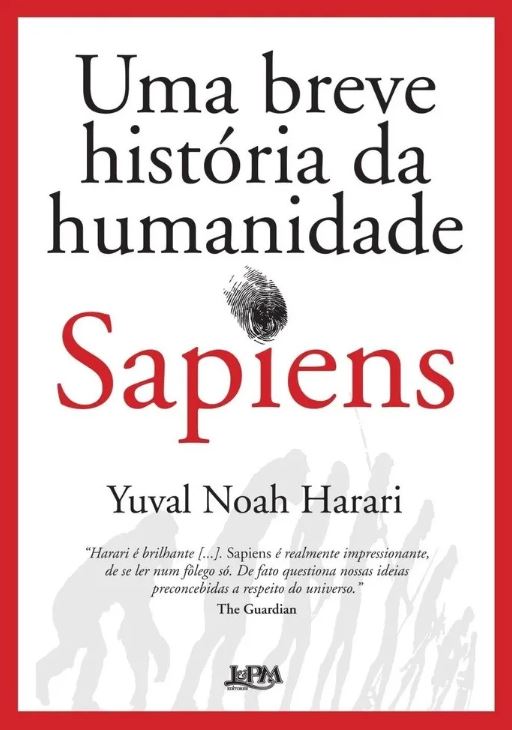 Uma breve
história da
humanidade
Sapiens
Yuval Noah Harari
“Harari é brilhante [...]. Sapiens é realmente impressionante,
de se ler num fôlego só. De fato questiona nossas ideias
preconcebidas a respeito do universo.”
The Guardian
L&PM
EDITORES